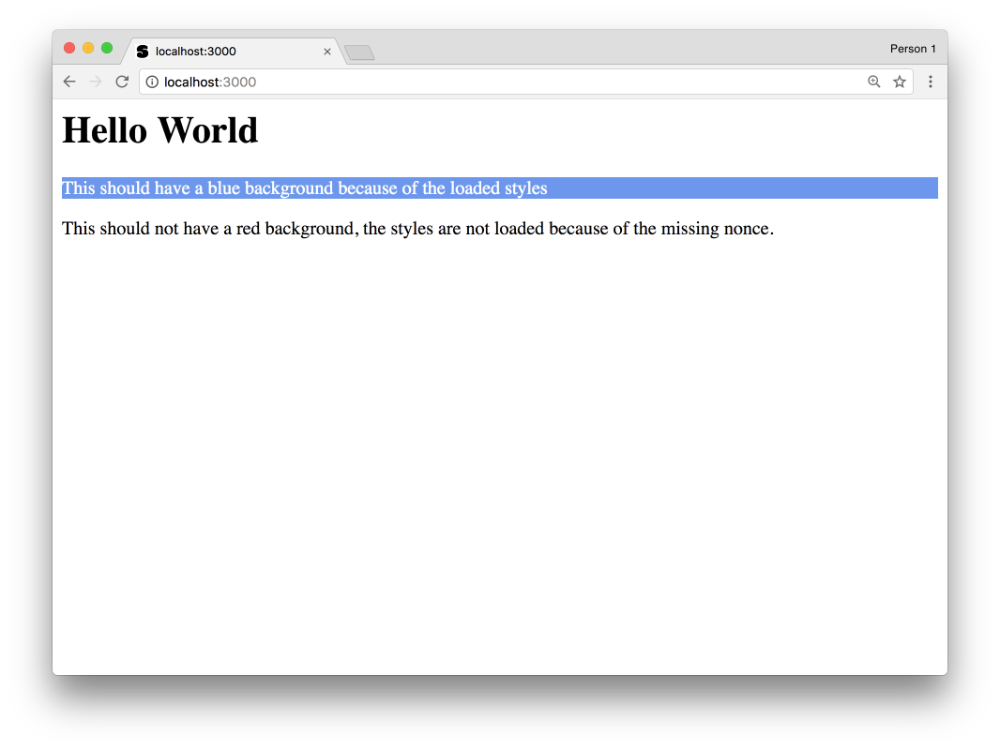 localhost:3000
Person 1
localhost:3000
Hello World
This should have a blue background because of the loaded styles
This should not have a red background, the styles are not loaded because of the missing nonce.